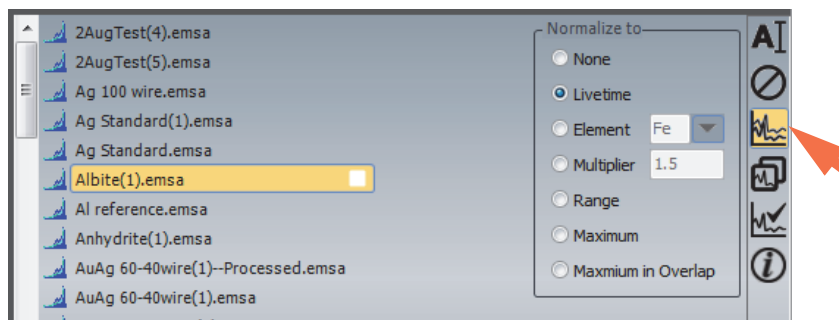 2AugTest(4).emsa
2AugTest(5).emsa
Ag 100 wire.emsa
Ag Standard(1).emsa
Ag Standard.emsa
Albite(1).emsa
Al reference.emsa
Anhydrite(1).emsa
AuAg 60-40wire(1)--Processed.emsa
AuAg 60-40wire(1).emsa
Normalize to
None
Livetime
Element Fe
Multiplier 1.5
Range
Maximum
Maxmium in Overlap
A
i